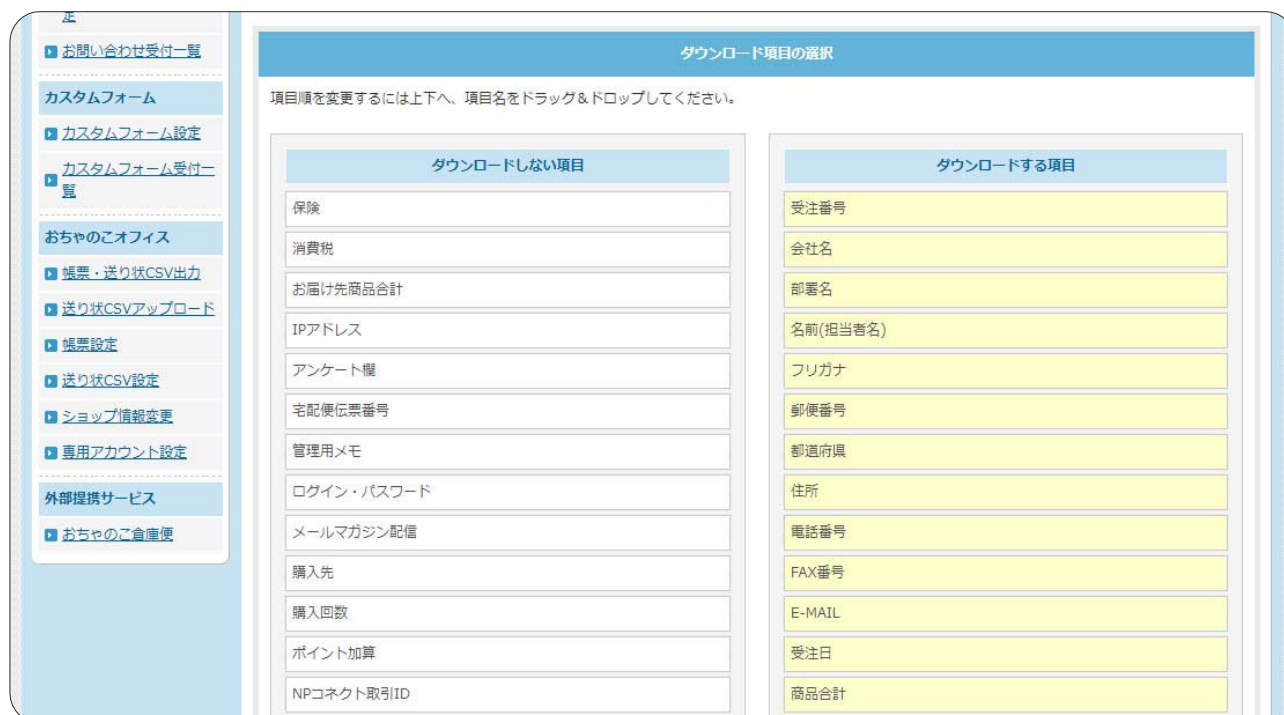 定
お問い合わせ受付一覧
カスタムフォーム
カスタムフォーム設定
カスタムフォーム受付一
覧
おちゃのこオフィス
帳票・送り状CSV出力
送り状CSVアップロード
帳票設定
送り状CSV設定
ショップ情報変更
専用アカウント設定
外部提携サービス
おちゃのこ倉庫便
ダウンロード項目の選択
項目順を変更するには上下へ、項目名をドラッグ&ドロップしてください。
ダウンロードしない項目
保険
消費税
お届け先商品合計
IPアドレス
アンケート欄
宅配便伝票番号
管理用メモ
ログイン・パスワード
メールマガジン配信
購入先
購入回数
ポイント加算
NPコネクト取引ID
ダウンロードする項目
受注番号
会社名
部署名
名前(担当者名)
フリガナ
郵便番号
都道府県
住所
電話番号
FAX番号
E-MAIL
受注日
商品合計